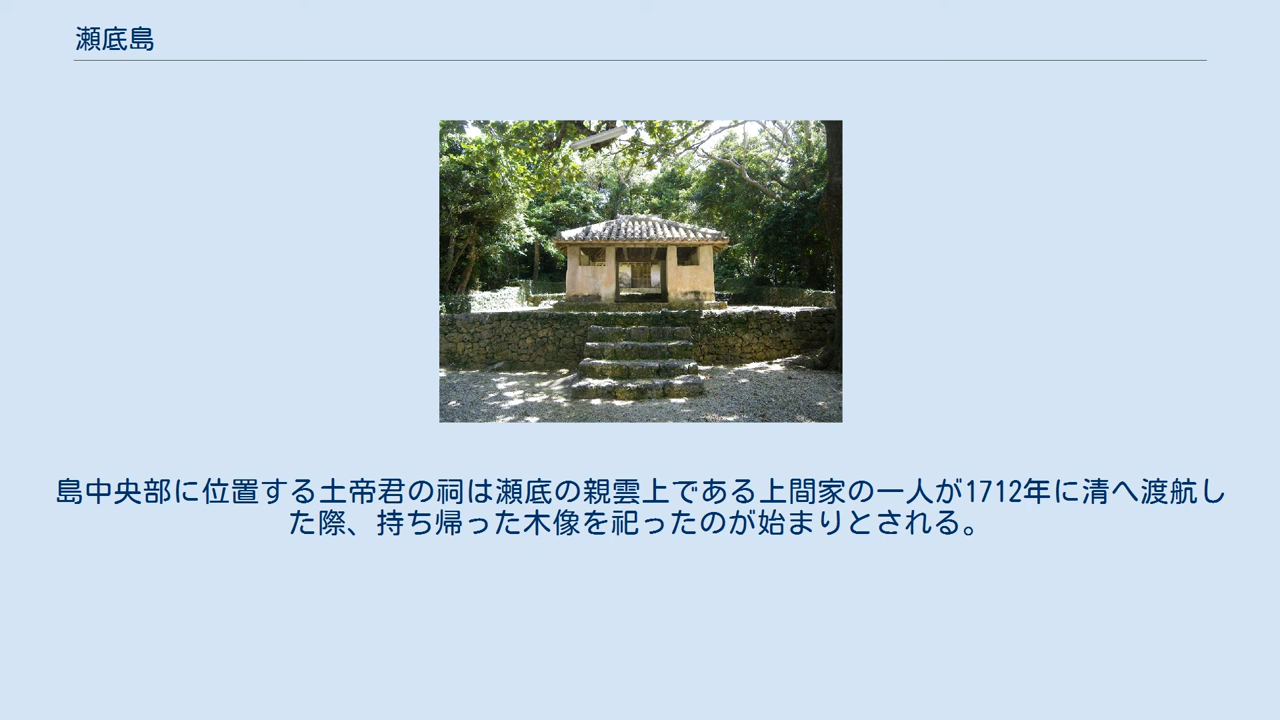 瀬底島
島中央部に位置する土帝君の祠は瀬底の親雲上である上間家の一人が1712年に清へ渡航し
た際、持ち帰った木像を祀ったのが始まりとされる。